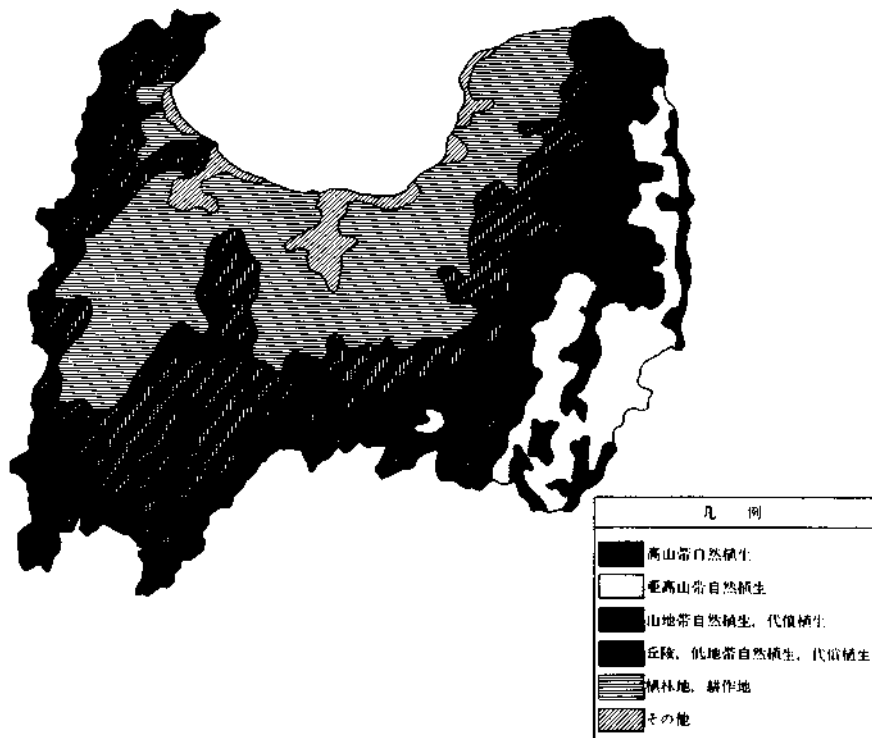 凡 例
高山帯自然植生
亜高山帯自然植生
山地帯自然植生, 代償植生
丘陵, 低地帯自然植生, 代償植生
植林地, 耕作地
その他